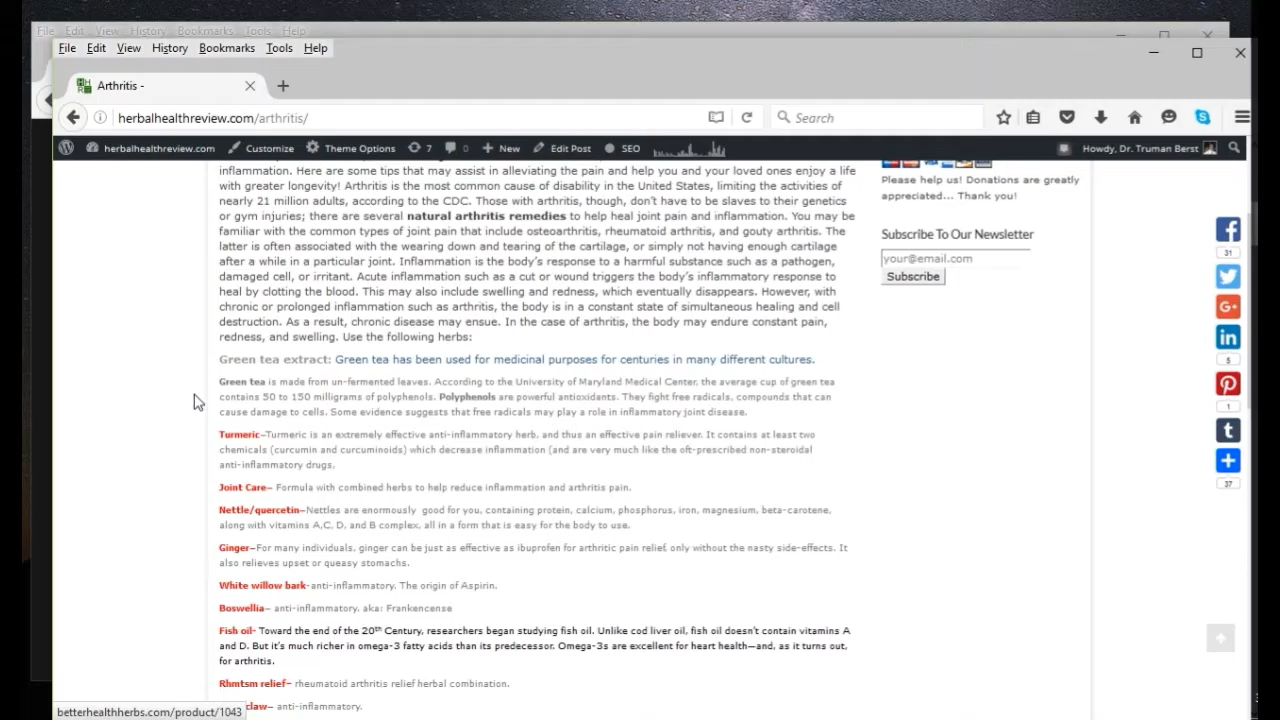 File Edit View History Bookmarks Tools Help
File Edit View History Bookmarks Tools Help
Arthritis -
herbalhealthreview.com/arthritis/
Search
herbalhealthreview.com Customize Theme Options 7 0 New Edit Post SEO Howdy, Dr. Truman Berst
inflammation. Here are some tips that may assist in alleviating the pain and help you and your loved ones enjoy a life
with greater longevity! Arthritis is the most common cause of disability in the United States, limiting the activities of
nearly 21 million adults, according to the CDC. Those with arthritis, though, don't have to be slaves to their genetics
or gym injuries; there are several natural arthritis remedies to help heal joint pain and inflammation. You may be
familiar with the common types of joint pain that include osteoarthritis, rheumatoid arthritis, and gouty arthritis. The
latter is often associated with the wearing down and tearing of the cartilage, or simply not having enough cartilage
after a while in a particular joint. Inflammation is the body's response to a harmful substance such as a pathogen,
damaged cell, or irritant. Acute inflammation such as a cut or wound triggers the body's inflammatory response to
heal by clotting the blood. This may also include swelling and redness, which eventually disappears. However, with
chronic or prolonged inflammation such as arthritis, the body is in a constant state of simultaneous healing and cell
destruction. As a result, chronic disease may ensue. In the case of arthritis, the body may endure constant pain,
redness, and swelling. Use the following herbs:
Green tea extract: Green tea has been used for medicinal purposes for centuries in many different cultures.
Green tea is made from un-fermented leaves. According to the University of Maryland Medical Center, the average cup of green tea
contains 50 to 150 milligrams of polyphenols. Polyphenols are powerful antioxidants. They fight free radicals, compounds that can
cause damage to cells. Some evidence suggests that free radicals may play a role in inflammatory joint disease.
Turmeric–Turmeric is an extremely effective anti-inflammatory herb, and thus an effective pain reliever. It contains at least two
chemicals (curcumin and curcuminoids) which decrease inflammation (and are very much like the oft-prescribed non-steroidal
anti-inflammatory drugs.
Joint Care– Formula with combined herbs to help reduce inflammation and arthritis pain.
Nettle/quercetin–Nettles are enormously good for you, containing protein, calcium, phosphorus, iron, magnesium, beta-carotene,
along with vitamins A,C, D, and B complex, all in a form that is easy for the body to use.
Ginger–For many individuals, ginger can be just as effective as ibuprofen for arthritic pain relief, only without the nasty side-effects. It
also relieves upset or queasy stomachs.
White willow bark-anti-inflammatory. The origin of Aspirin.
Boswellia– anti-inflammatory. aka: Frankencense
Fish oil- Toward the end of the 20th Century, researchers began studying fish oil. Unlike cod liver oil, fish oil doesn't contain vitamins A
and D. But it's much richer in omega-3 fatty acids than its predecessor. Omega-3s are excellent for heart health—and, as it turns out,
for arthritis.
Rhmtsm relief– rheumatoid arthritis relief herbal combination.
claw– anti-inflammatory.
betterhealthherbs.com/product/1043
Please help us! Donations are greatly
appreciated... Thank you!
Subscribe To Our Newsletter
your@email.com
Subscribe
31
5
1
37